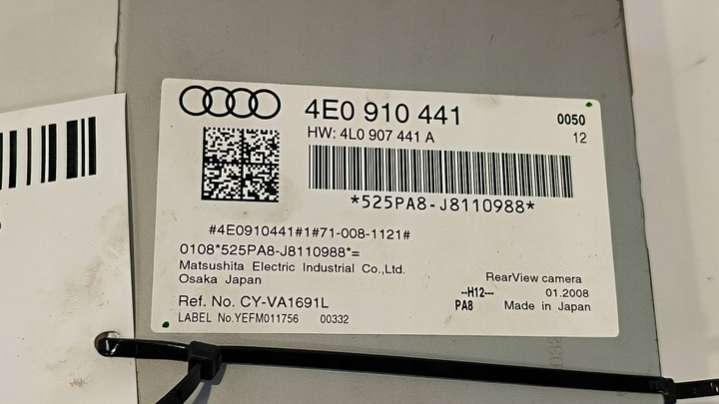 4E0 910 441
0050
HW: 4L0 907 441 A
12
*525PA8-J8110988*
#4E0910441#1#71-008-1121#
0108*525PA8-J8110988*=
Matsushita Electric Industrial Co.,Ltd.
Osaka Japan
RearView camera
--H12--- 01.2008
Ref. No. CY-VA1691L
PA8 Made in Japan
LABEL No.YEFM011756 00332